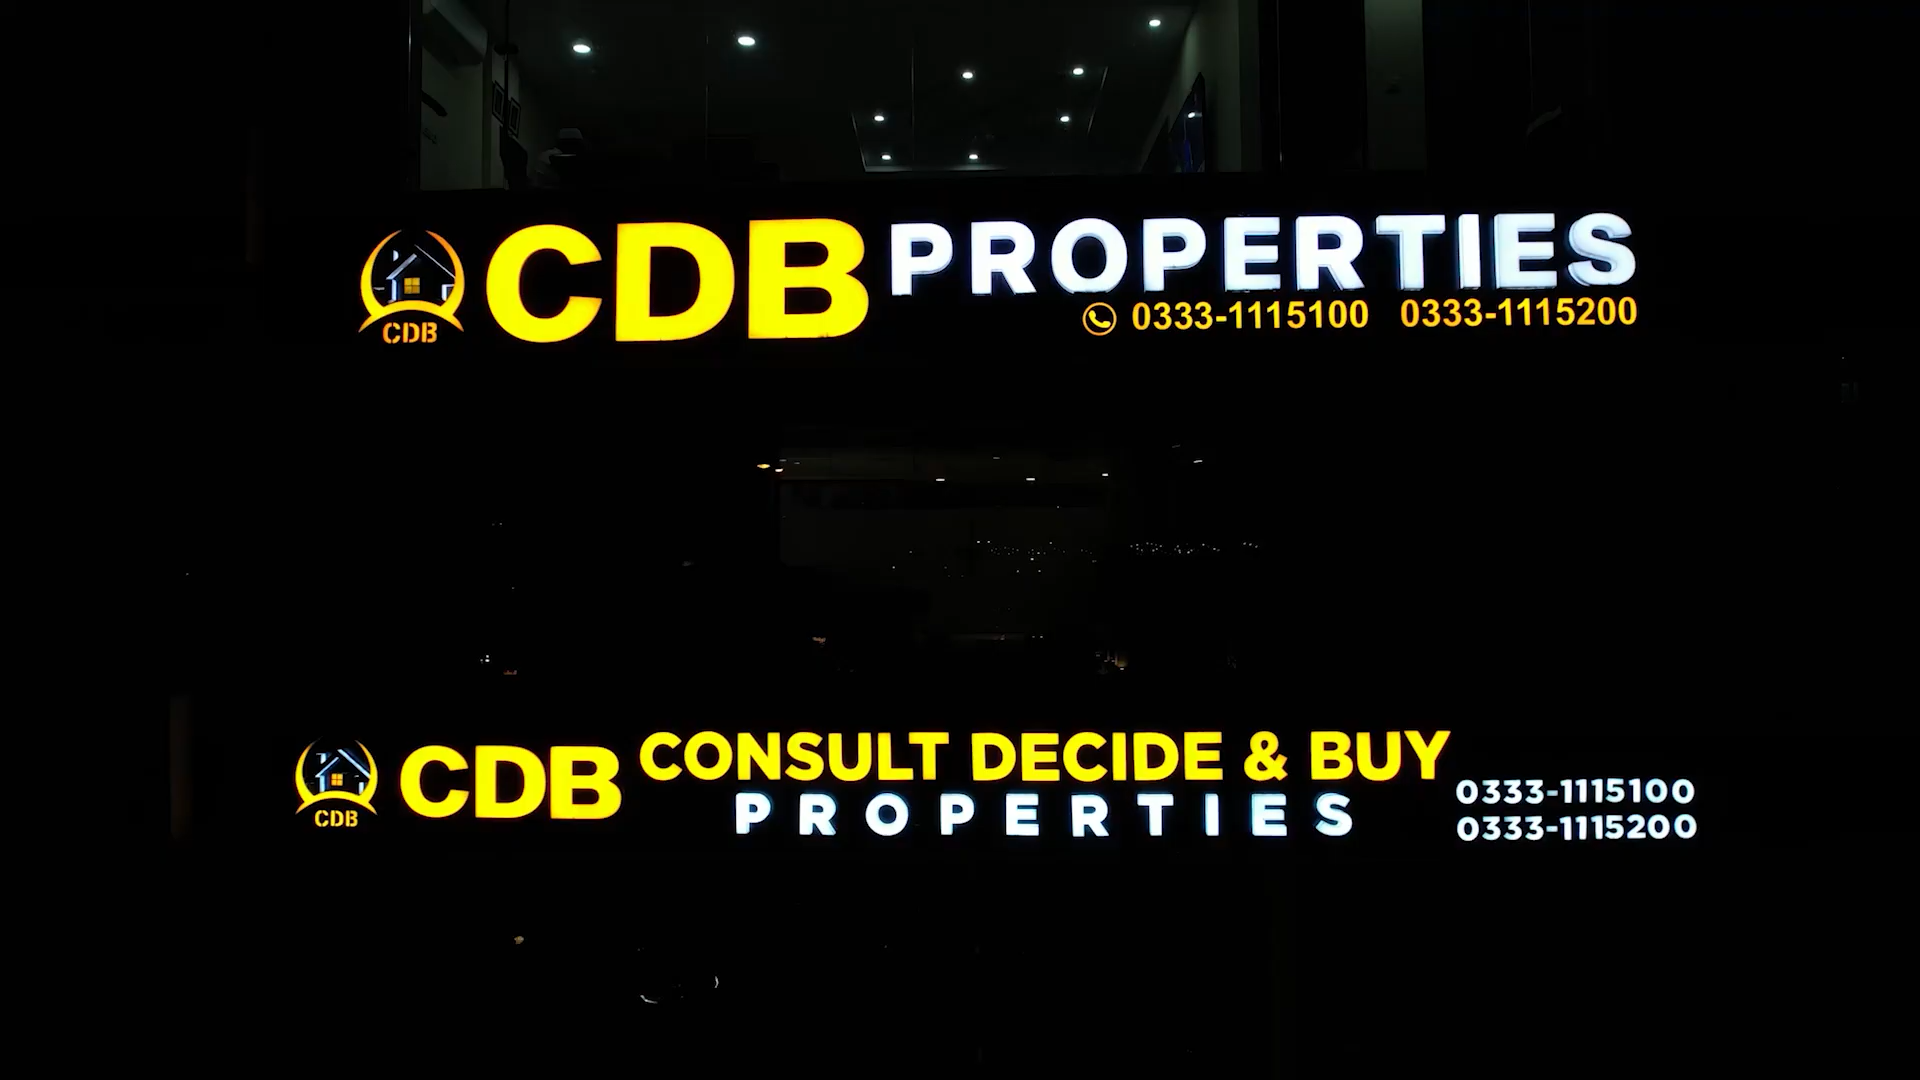 CDB PROPERTIES
CDB
0333-1115100 0333-1115200
CDB CONSULT DECIDE & BUY
PROPERTIES
CDB
0333-1115100
0333-1115200